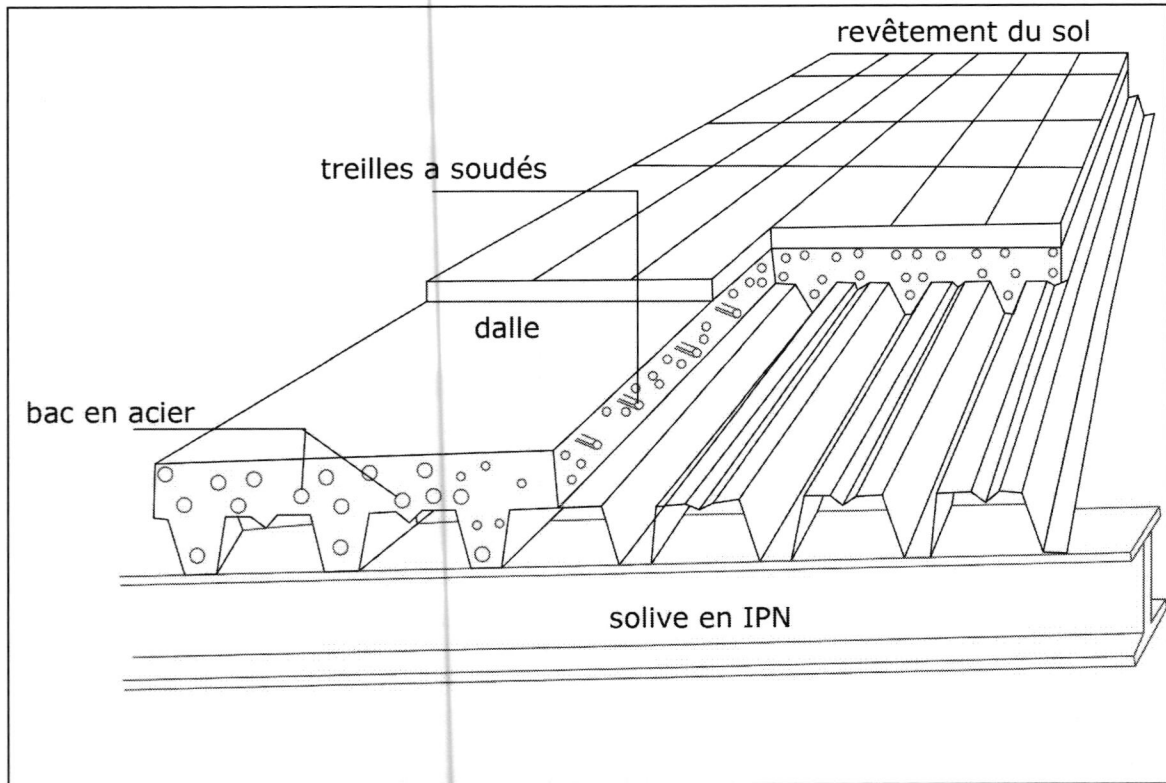 revêtement du sol
treilles a soudés
dalle
bac en acier
solive en IPN